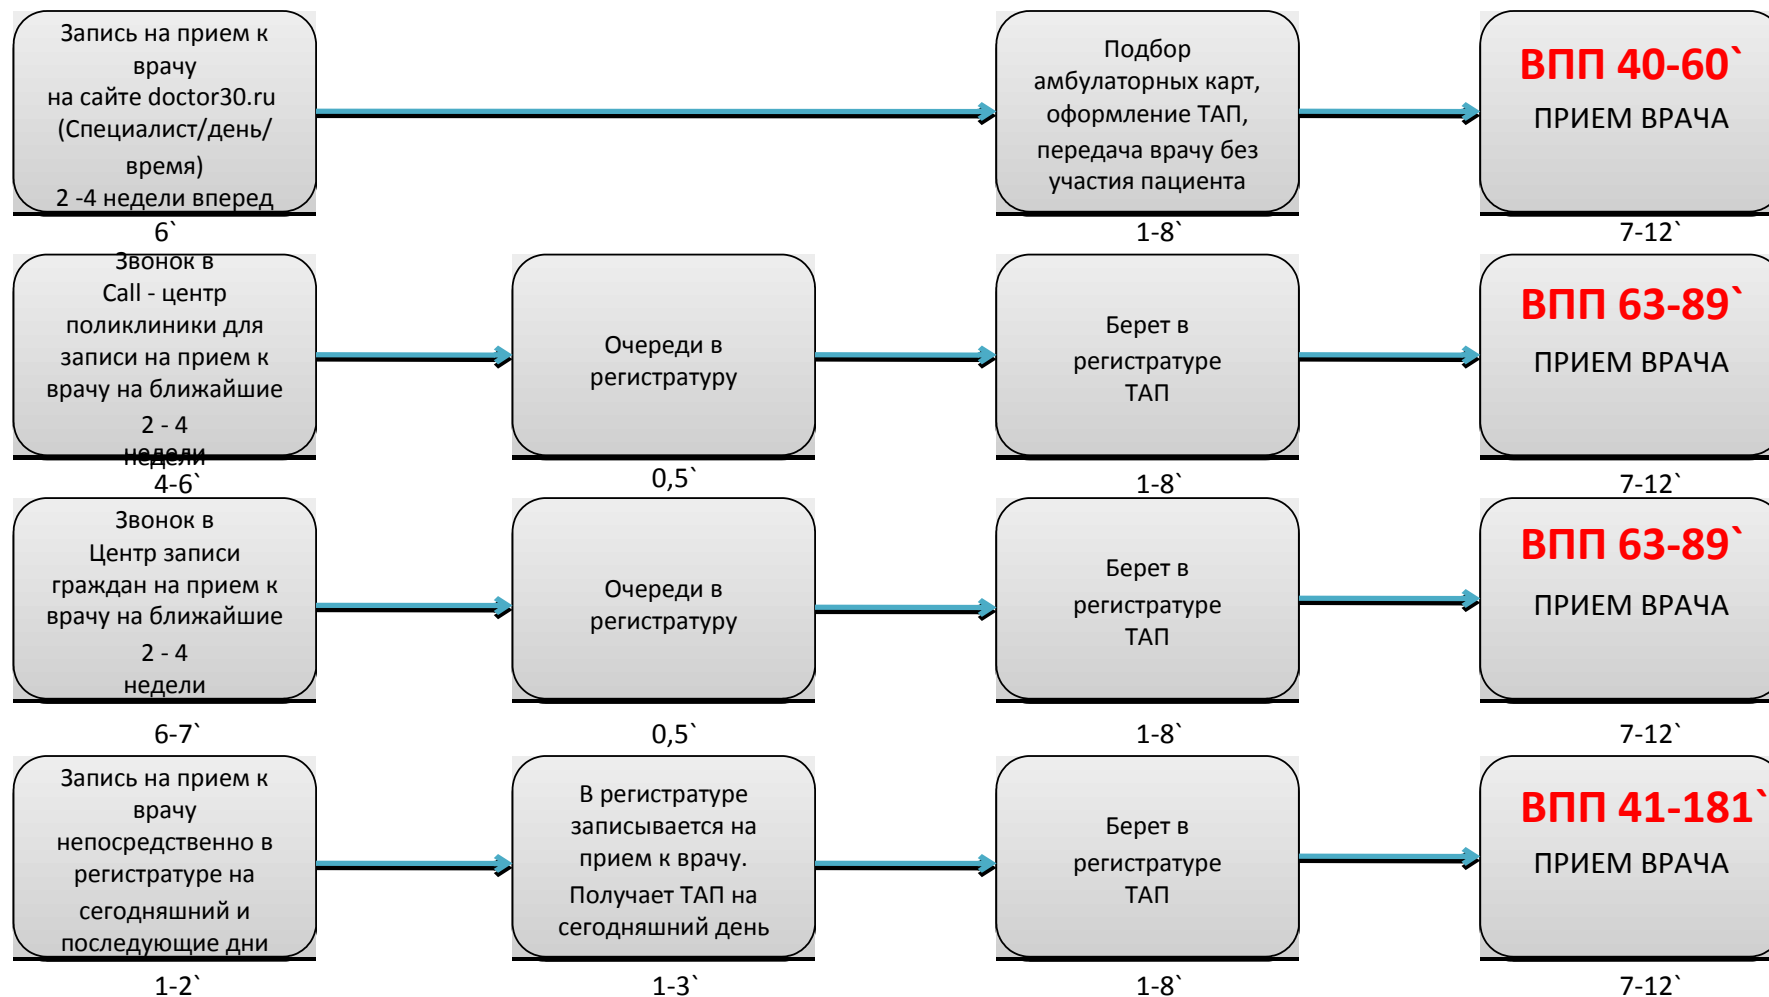 Запись на прием к
врачу
на сайте doctor30.ru
(Специалист/день/
время)
2 -4 недели вперед
6`
Подбор
амбулаторных карт,
оформление ТАП,
передача врачу без
участия пациента
1-8`
ВПП 40-60`
ПРИЕМ ВРАЧА
7-12`
Звонок в
Call - центр
поликлиники для
записи на прием к
врачу на ближайшие
2 - 4
недели
4-6`
Очереди в
регистратуру
0,5`
Берет в
регистратуре
ТАП
1-8`
ВПП 63-89`
ПРИЕМ ВРАЧА
7-12`
Звонок в
Центр записи
граждан на прием к
врачу на ближайшие
2 - 4
недели
6-7`
Очереди в
регистратуру
0,5`
Берет в
регистратуре
ТАП
1-8`
ВПП 63-89`
ПРИЕМ ВРАЧА
7-12`
Запись на прием к
врачу
непосредственно в
регистратуре на
сегодняшний и
последующие дни
1-2`
В регистратуре
записывается на
прием к врачу.
Получает ТАП на
сегодняшний день
1-3`
Берет в
регистратуре
ТАП
1-8`
ВПП 41-181`
ПРИЕМ ВРАЧА
7-12`